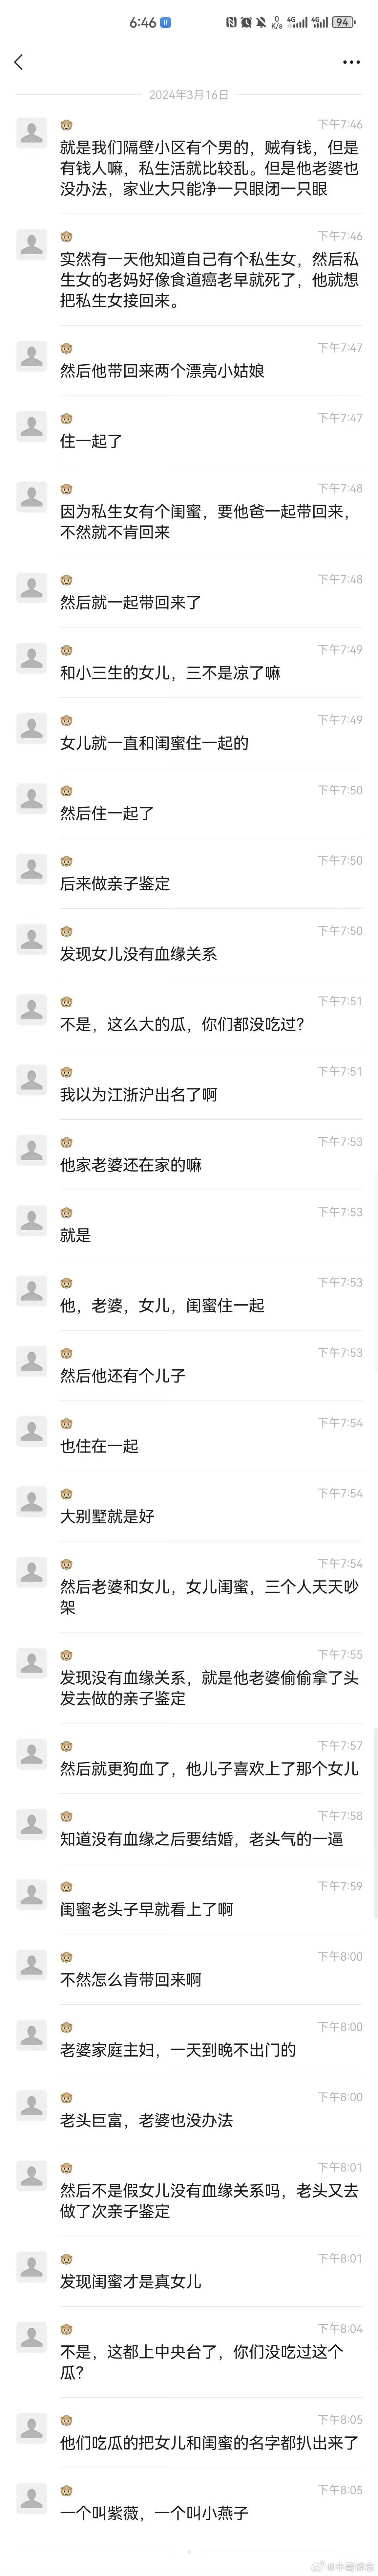 6:46
0
K/s
4G
4G
94
2024年3月16日
下午7:46
就是我们隔壁小区有个男的，贼有钱，但是
有钱人嘛，私生活就比较乱。但是他老婆也
没办法，家业大只能净一只眼闭一只眼
下午7:46
实然有一天他知道自己有个私生女，然后私
生女的老妈好像食道癌老早就死了，他就想
把私生女接回来。
下午7:47
然后他带回来两个漂亮小姑娘
下午7:47
住一起了
下午7:48
因为私生女有个闺蜜，要他爸一起带回来，
不然就不肯回来
下午7:48
然后就一起带回来了
下午7:49
和小三生的女儿，三不是凉了嘛
下午7:49
女儿就一直和闺蜜住一起的
下午7:50
然后住一起了
下午7:50
后来做亲子鉴定
下午7:50
发现女儿没有血缘关系
下午7:51
不是，这么大的瓜，你们都没吃过？
下午7:51
我以为江浙沪出名了啊
下午7:53
他家老婆还在家的嘛
下午7:53
就是
下午7:53
他，老婆，女儿，闺蜜住一起
下午7:53
然后他还有个儿子
下午7:54
也住在一起
下午7:54
大别墅就是好
下午7:54
然后老婆和女儿，女儿闺蜜，三个人天天吵
架
下午7:55
发现没有血缘关系，就是他老婆偷偷拿了头
发去做的亲子鉴定
下午7:57
然后就更狗血了，他儿子喜欢上了那个女儿
下午7:58
知道没有血缘之后要结婚，老头气的一逼
下午7:59
闺蜜老头子早就看上了啊
下午8:00
不然怎么肯带回来啊
下午8:00
老婆家庭主妇，一天到晚不出门的
下午8:00
老头巨富，老婆也没办法
下午8:01
然后不是假女儿没有血缘关系吗，老头又去
做了次亲子鉴定
下午8:01
发现闺蜜才是真女儿
下午8:04
不是，这都上中央台了，你们没吃过这个
瓜？
下午8:05
他们吃瓜的把女儿和闺蜜的名字都扒出来了
下午8:05
一个叫紫薇，一个叫小燕子